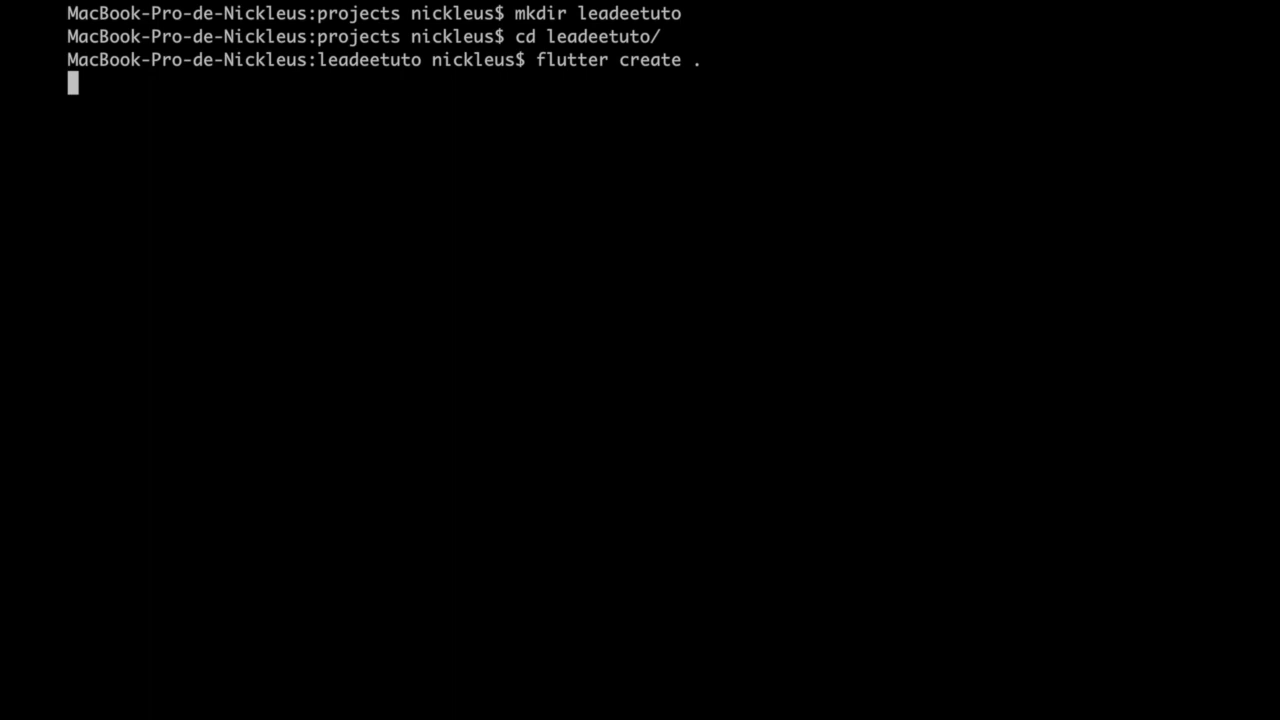 MacBook-Pro-de-Nickleus:projects nickleus$ mkdir leadeetuto
MacBook-Pro-de-Nickleus:projects nickleus$ cd leadeetuto/
MacBook-Pro-de-Nickleus:leadeetuto nickleus$ flutter create .